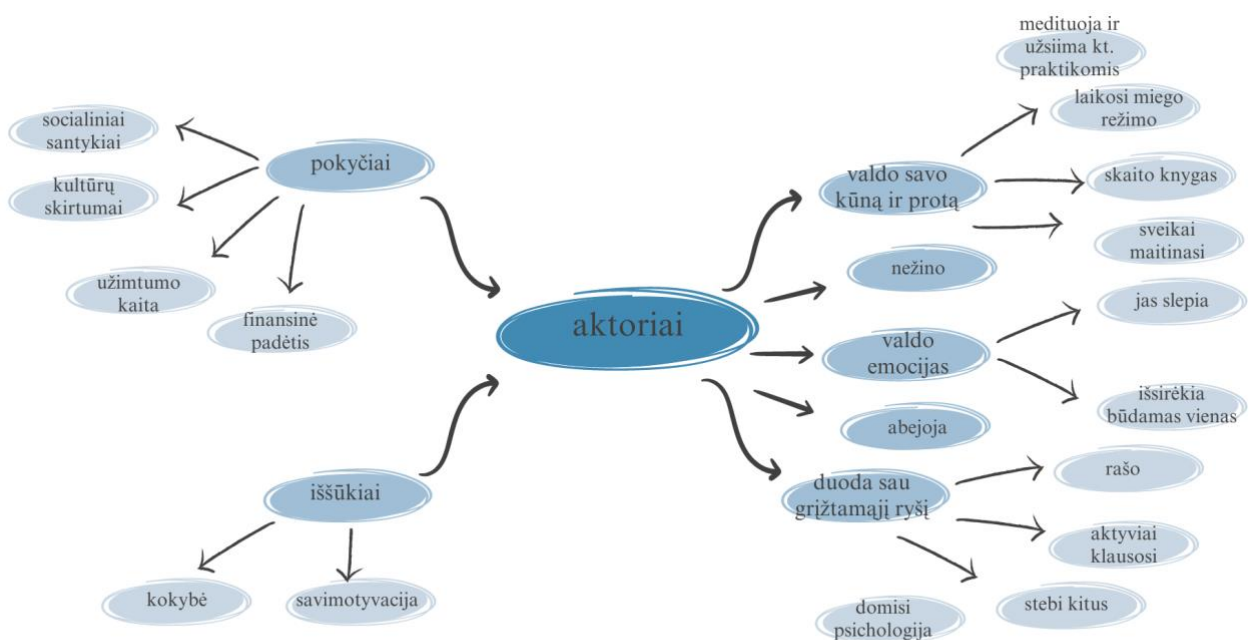 socialiniai
santykiai
kultūrų
skirtumai
užimtumo
kaita
finansinė
padėtis
pokyčiai
iššūkiai
kokybė
savimotyvacija
aktoriai
valdo savo
kūną ir protą
nežino
valdo
emocijas
abejoja
duoda sau
grįžtamąjį ryšį
medituoja ir
užsiima kt.
praktikomis
laikosi miego
režimo
skaito knygas
sveikai
maitinasi
jas slepia
išsirėkia
būdamas vienas
rašo
aktyviai
klausosi
stebi kitus
domisi
psichologija